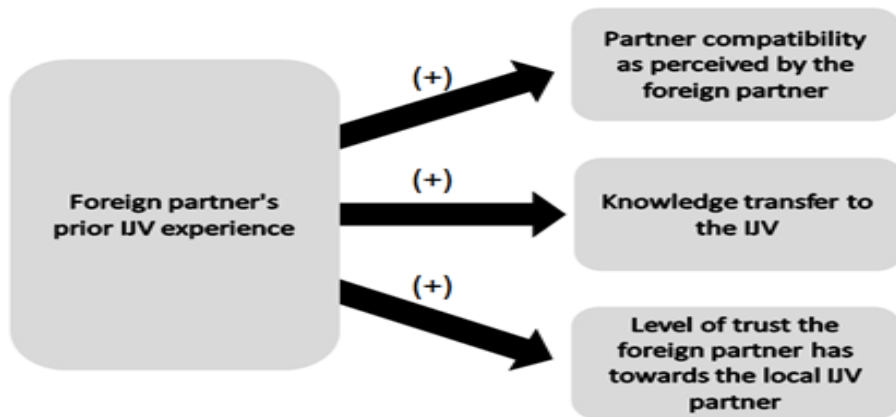 Foreign partner's
prior IJV experience
(+)
(+)
(+)
Partner compatibility
as perceived by the
foreign partner
Knowledge transfer to
the IJV
Level of trust the
foreign partner has
towards the local IJV
partner